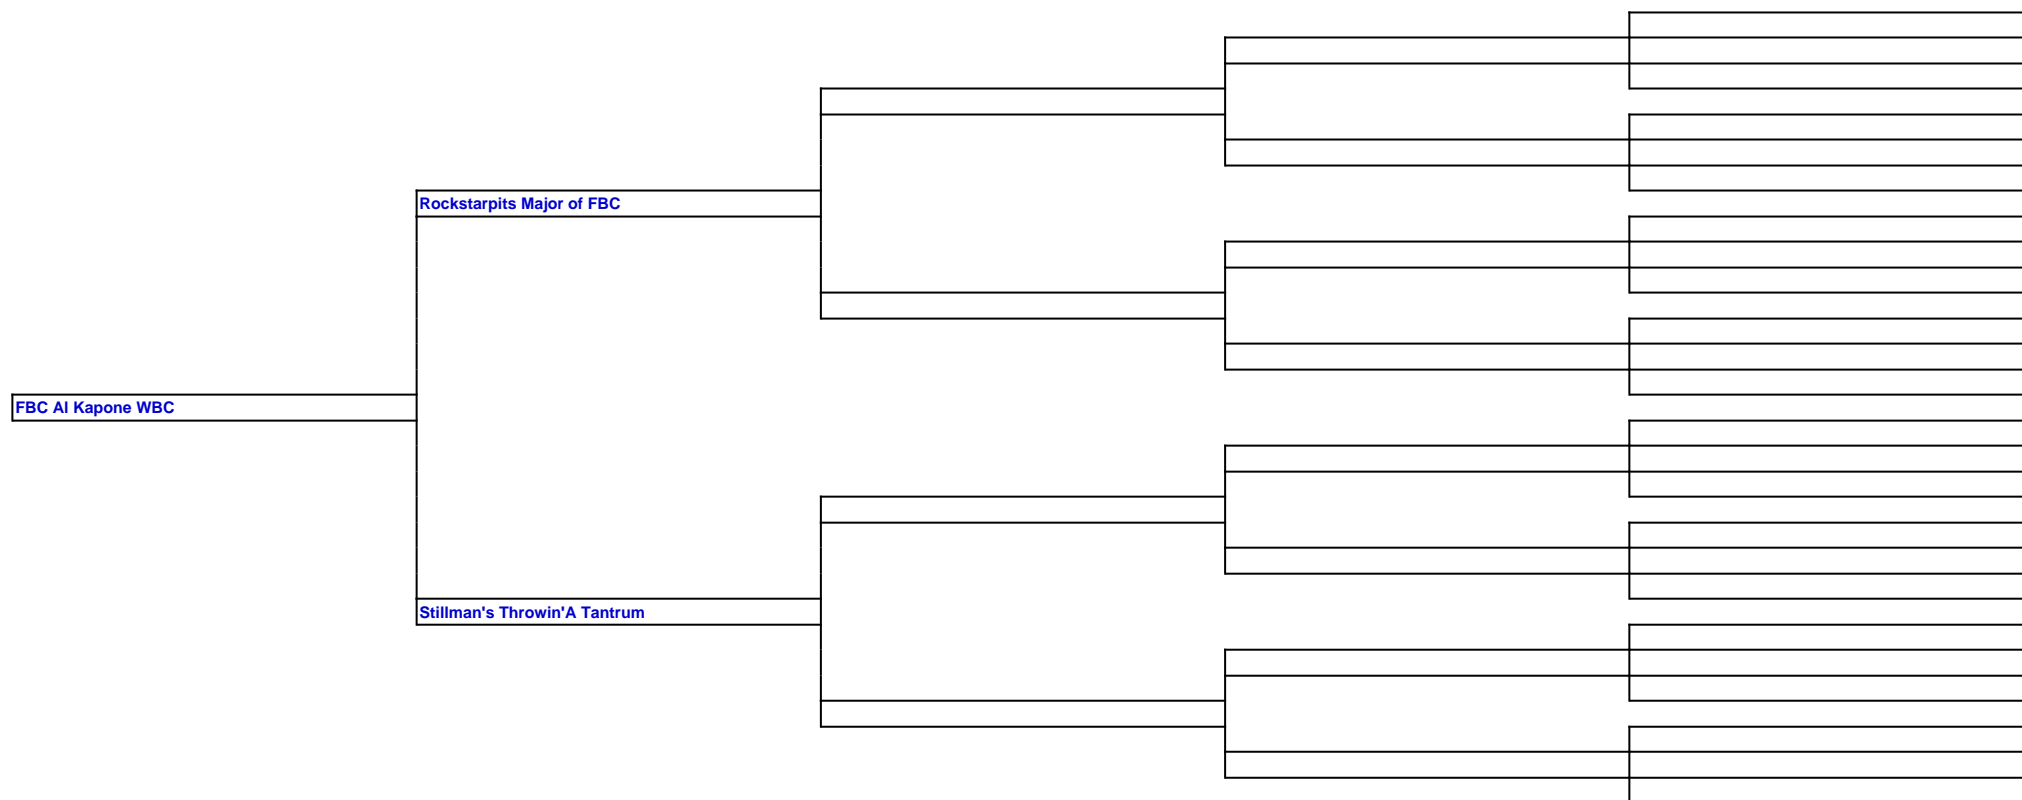 Rockstarpits Major of FBC
FBC Al Kapone WBC
Stillman's Throwin'A Tantrum